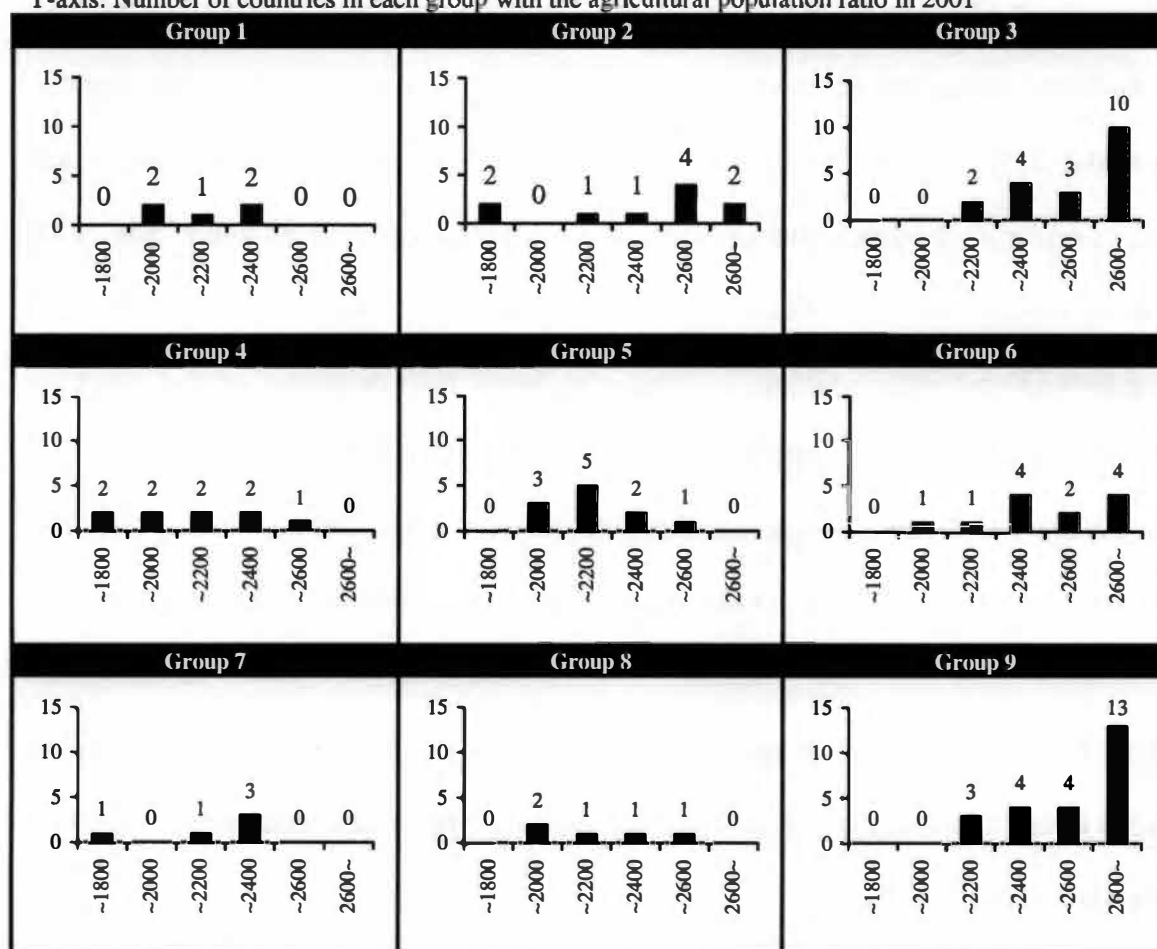 Y-axis: Number of countries in each group with the agricultural population ratio in 2001
Group 1 Group 2 Group 3
15 15 15
10 10 10
5 5 5
0 0 0
0 2 1 2 0 0
2 0 1 1 4 2
0 0 2 4 3 10
~1800 ~2000 ~2200 ~2400 ~2600 2600~
~1800 ~2000 ~2200 ~2400 ~2600 2600~
~1800 ~2000 ~2200 ~2400 ~2600 2600~
Group 4 Group 5 Group 6
15 15 15
10 10 10
5 5 5
0 0 0
2 2 2 2 1 0
0 3 5 2 1 0
0 1 1 4 2 4
~1800 ~2000 ~2200 ~2400 ~2600 2600~
~1800 ~2000 ~2200 ~2400 ~2600 2600~
~1800 ~2000 ~2200 ~2400 ~2600 2600~
Group 7 Group 8 Group 9
15 15 15
10 10 10
5 5 5
0 0 0
1 0 1 3 0 0
0 2 1 1 1 0
0 0 3 4 4 13
~1800 ~2000 ~2200 ~2400 ~2600 2600~
~1800 ~2000 ~2200 ~2400 ~2600 2600~
~1800 ~2000 ~2200 ~2400 ~2600 2600~